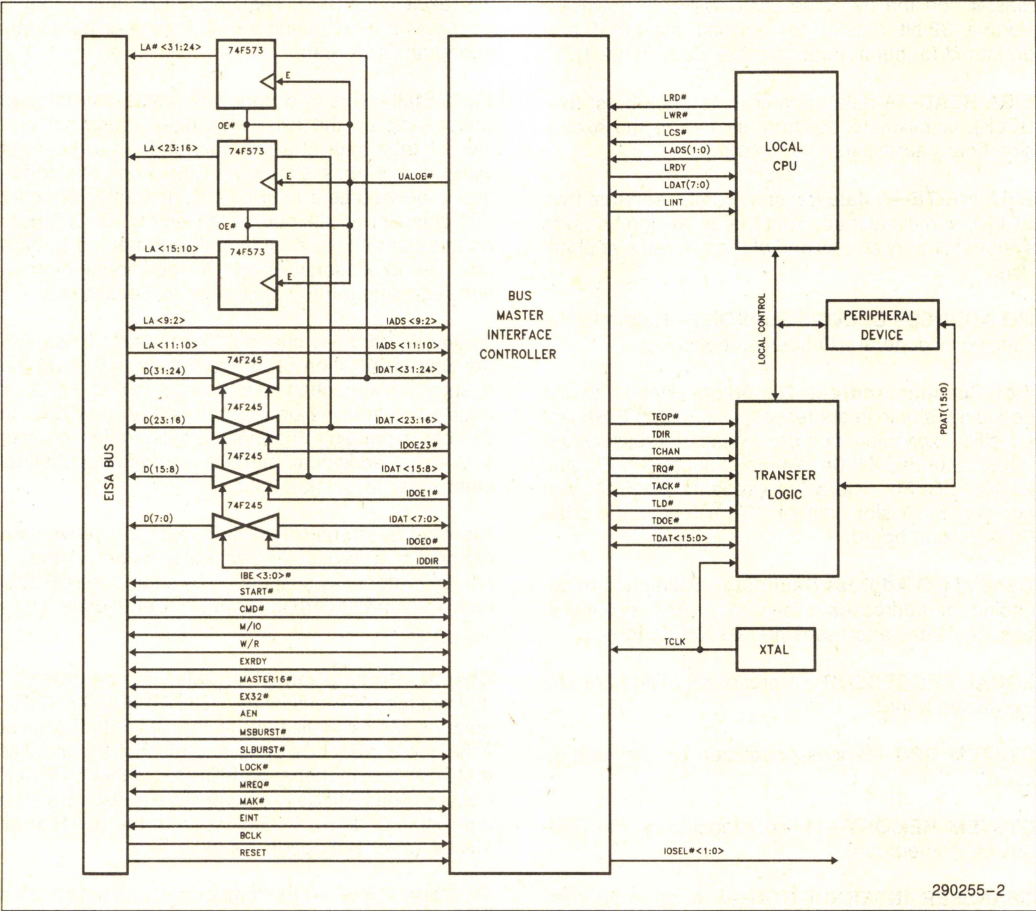 LA# <31:24>
74F573
E
OE#
LA <23:16>
74F573
E
UALOE#
OE#
LA <15:10>
74F573
E
LA <9:2>
IADS <9:2>
LA <11:10>
IADS <11:10>
74F245
D(31:24)
IDAT <31:24>
74F245
D(23:16)
IDAT <23:16>
IDOE23#
74F245
D(15:8)
IDAT <15:8>
IDOE1#
74F245
D(7:0)
IDAT <7:0>
IDOE0#
IDDIR
IBE <3:0>#
START#
CMD#
M/IO
W/R
EXRDY
MASTER16#
EX32#
AEN
MSBURST#
SLBURST#
LOCK#
MREQ#
MAK#
EINT
BCLK
RESET
EISA BUS
BUS
MASTER
INTERFACE
CONTROLLER
LRD#
LWR#
LCS#
LADS(1:0)
LRDY
LDAT(7:0)
LINT
LOCAL
CPU
LOCAL CONTROL
PERIPHERAL
DEVICE
PDAT(15:0)
TEOP#
TDIR
TCHAN
TRQ#
TACK#
TLD#
TDOE#
TDAT<15:0>
TRANSFER
LOGIC
TCLK
XTAL
IOSEL#<1:0>
290255-2